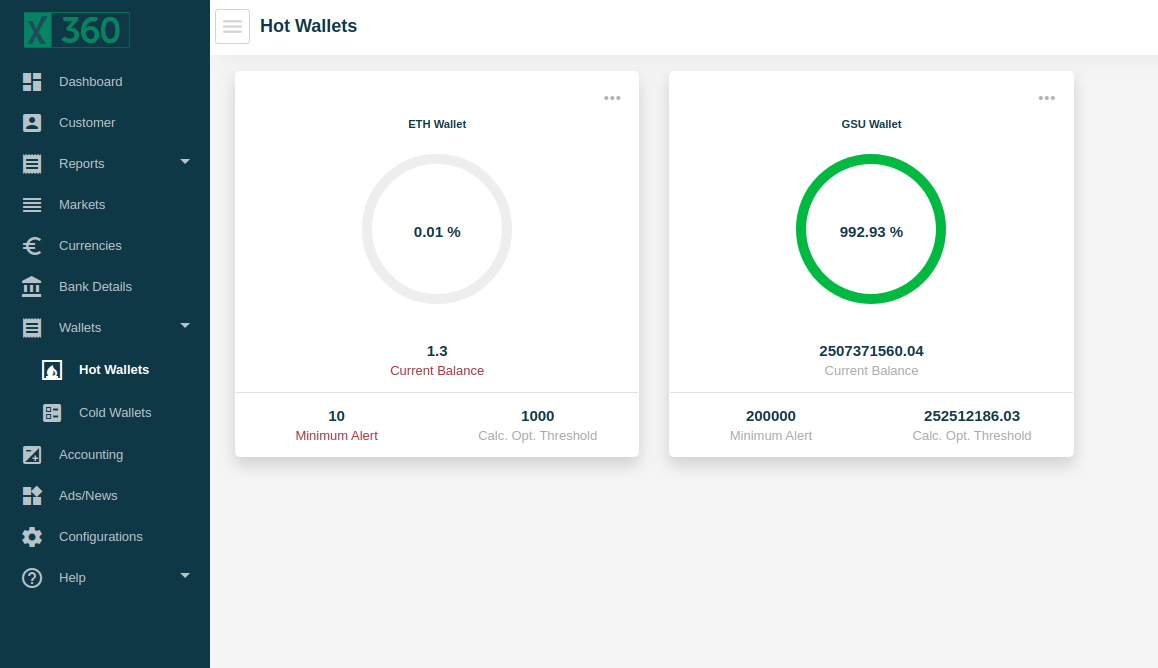 X 360
Hot Wallets
Dashboard
Customer
Reports
Markets
Currencies
Bank Details
Wallets
Hot Wallets
Cold Wallets
Accounting
Ads/News
Configurations
Help
ETH Wallet
0.01 %
1.3
Current Balance
10
Minimum Alert
1000
Calc. Opt. Threshold
GSU Wallet
992.93 %
2507371560.04
Current Balance
200000
Minimum Alert
252512186.03
Calc. Opt. Threshold